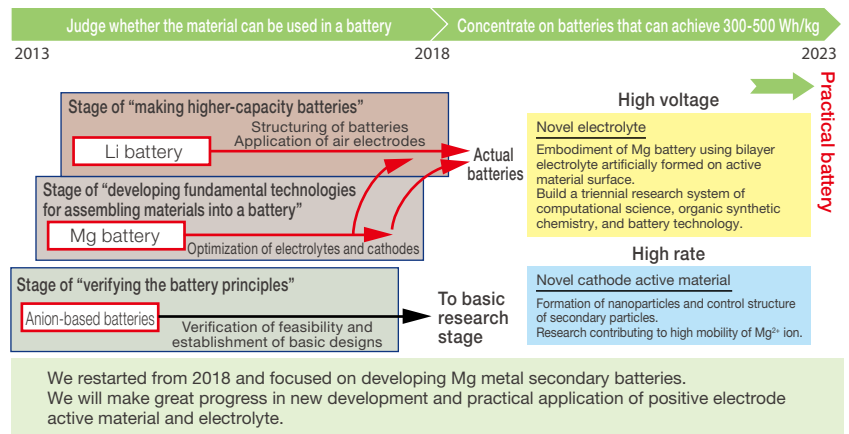 Judge whether the material can be used in a battery
Concentrate on batteries that can achieve 300-500 Wh/kg
2013
2018
2023
Stage of “making higher-capacity batteries”
Structuring of batteries
Application of air electrodes
Li battery
Actual
batteries
Stage of “developing fundamental technologies
for assembling materials into a battery”
Mg battery
Optimization of electrolytes and cathodes
Stage of “verifying the battery principles”
Anion-based batteries
Verification of feasibility and
establishment of basic designs
To basic
research
stage
High voltage
Novel electrolyte
Embodiment of Mg battery using bilayer
electrolyte artificially formed on active
material surface.
Build a triennial research system of
computational science, organic synthetic
chemistry, and battery technology.
High rate
Novel cathode active material
Formation of nanoparticles and control structure
of secondary particles.
Research contributing to high mobility of Mg²⁺ ion.
Practical battery
We restarted from 2018 and focused on developing Mg metal secondary batteries.
We will make great progress in new development and practical application of positive electrode
active material and electrolyte.